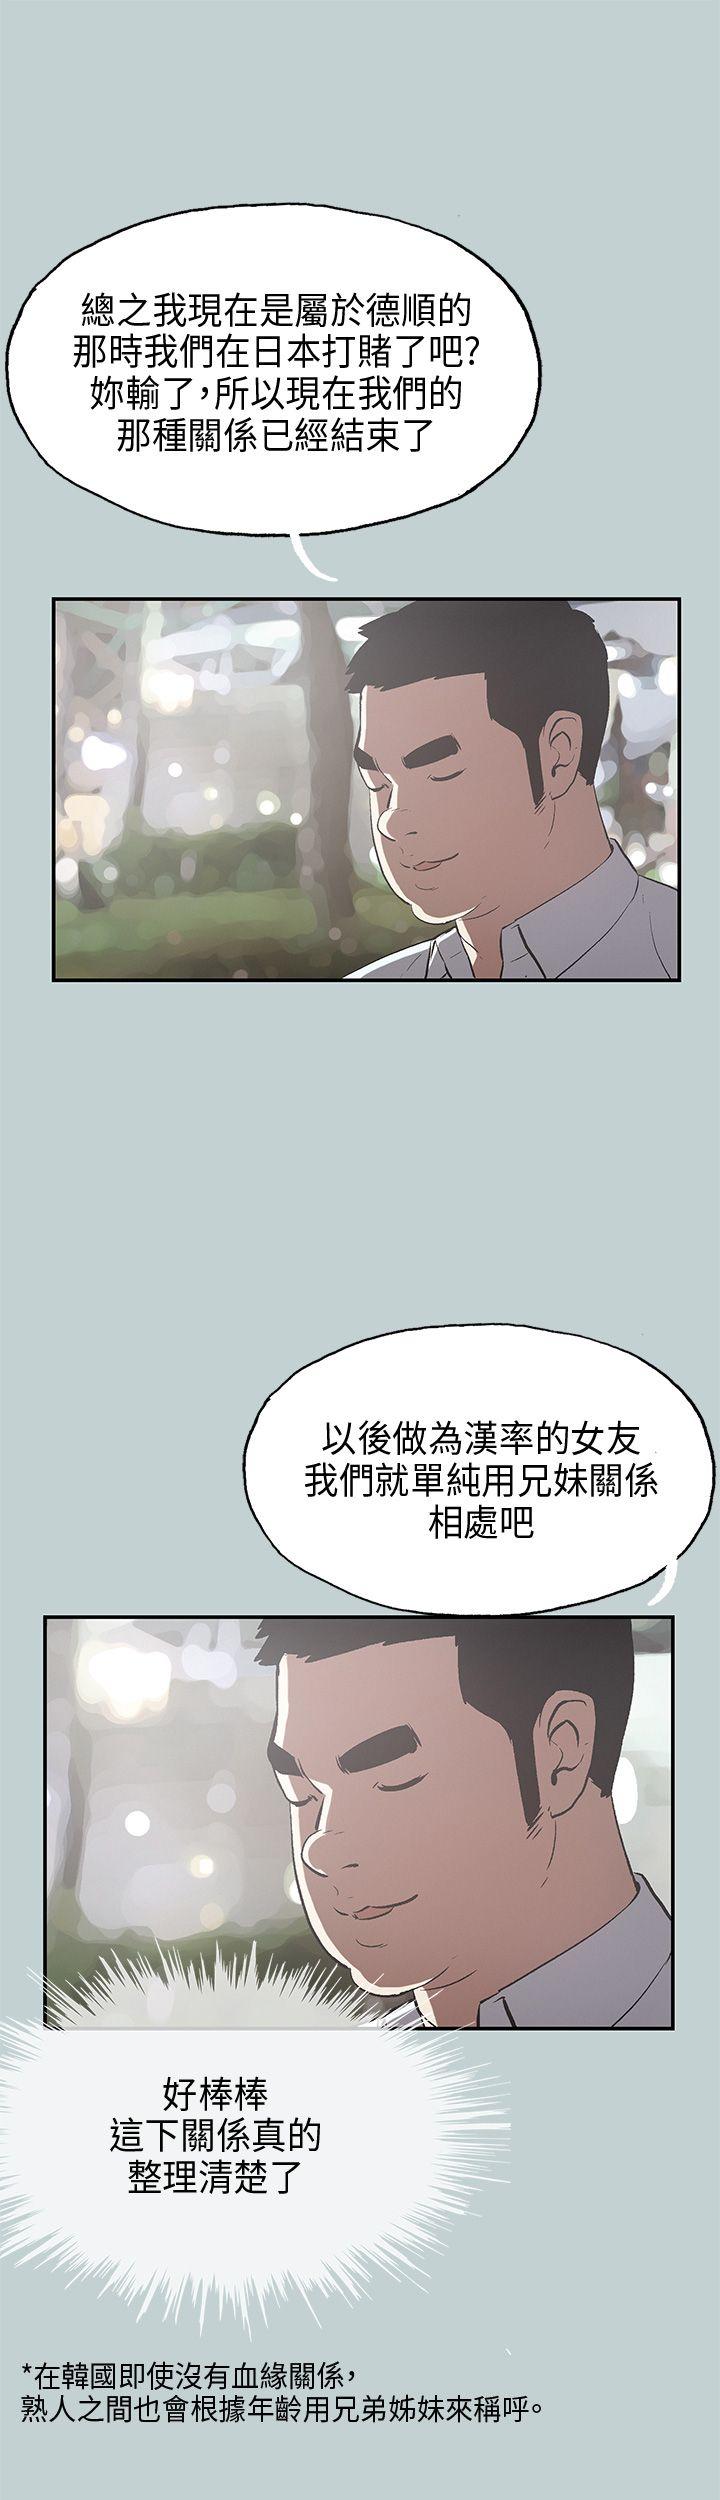 總之我現在是屬於德順的
那時我們在日本打賭了吧?
妳輸了，所以現在我們的
那種關係已經結束了
以後做為漢率的女友
我們就單純用兄妹關係
相處吧
好棒棒
這下關係真的
整理清楚了
*在韓國即使沒有血緣關係，
熟人之間也會根據年齡用兄弟姊妹來稱呼。